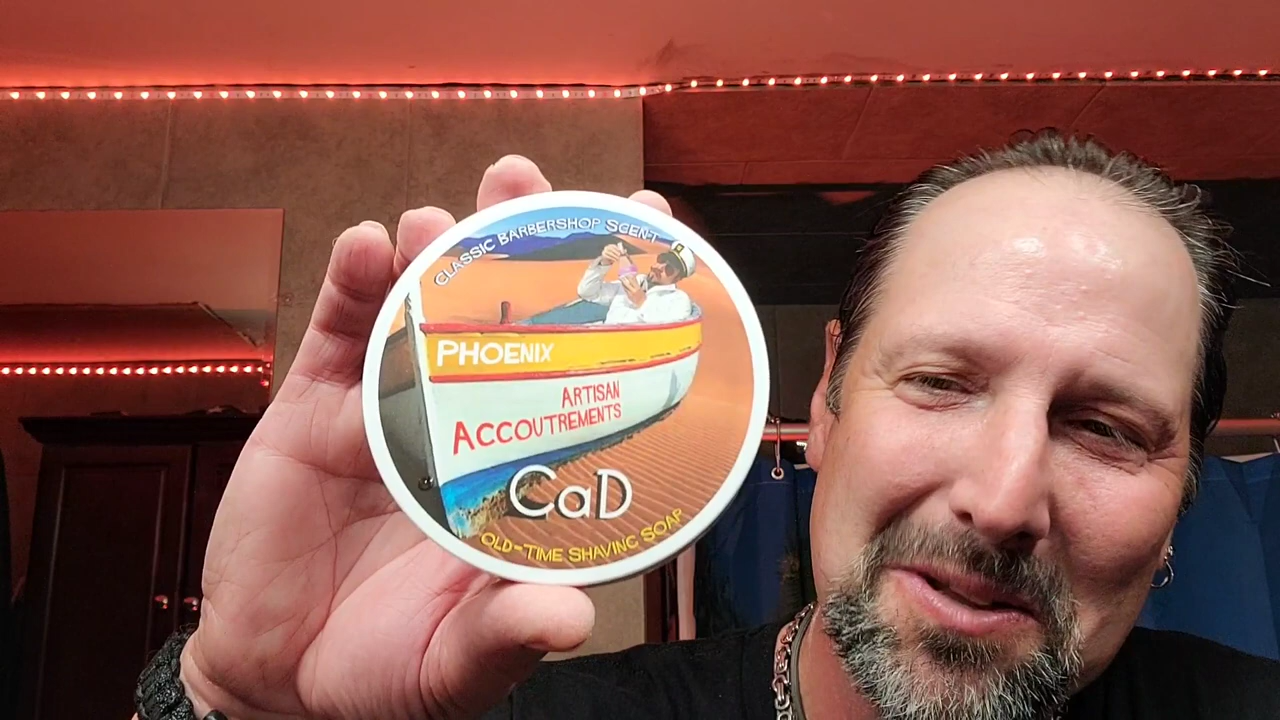 CLASSIC BARBERSHOP SCENT
PHOENIX
ARTISAN
ACCOUTREMENTS
CaD
OLD-TIME SHAVING SOAP